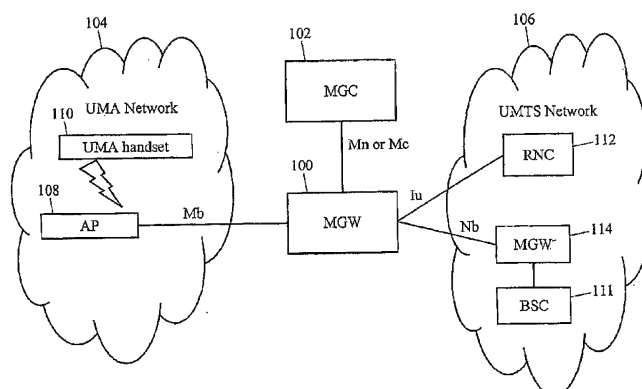 104
102
106
UMA Network
MGC
UMTS Network
110
UMA handset
RNC
112
Mn or Mc
100
Iu
108
AP
Mb
MGW
Nb
MGW
114
BSC
111